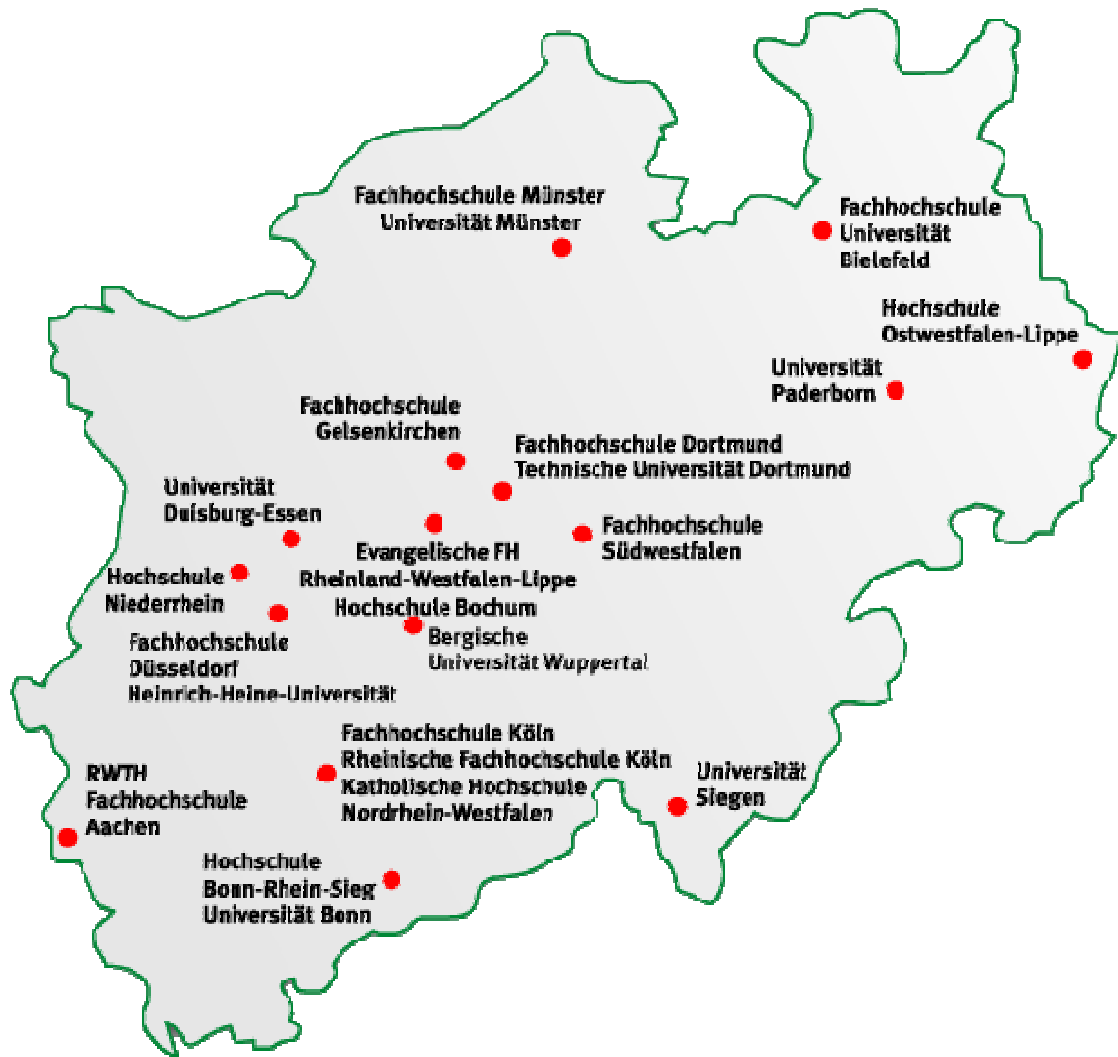 Fachhochschule Münster
Universität Münster
Fachhochschule
Universität
Bielefeld
Hochschule
Ostwestfalen-Lippe
Universität
Paderborn
Fachhochschule
Gelsenkirchen
Fachhochschule Dortmund
Technische Universität Dortmund
Universität
Duisburg-Essen
Fachhochschule
Südwestfalen
Evangelische FH
Rheinland-Westfalen-Lippe
Hochschule Bochum
Hochschule
Niederrhein
Bergische
Universität Wuppertal
Fachhochschule
Düsseldorf
Heinrich-Heine-Universität
Fachhochschule Köln
Rheinische Fachhochschule Köln
Katholische Hochschule
Nordrhein-Westfalen
RWTH
Fachhochschule
Aachen
Universität
Siegen
Hochschule
Bonn-Rhein-Sieg
Universität Bonn